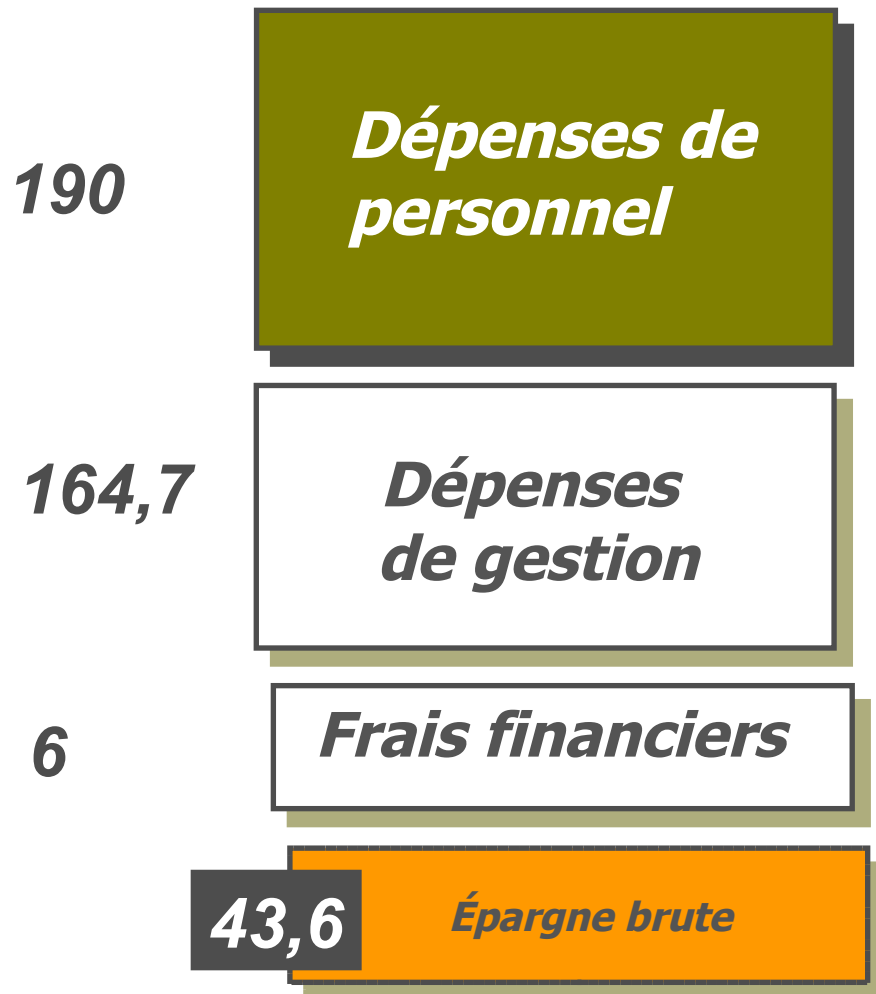 190
Dépenses de
personnel
164,7
Dépenses
de gestion
6
Frais financiers
43,6
Épargne brute